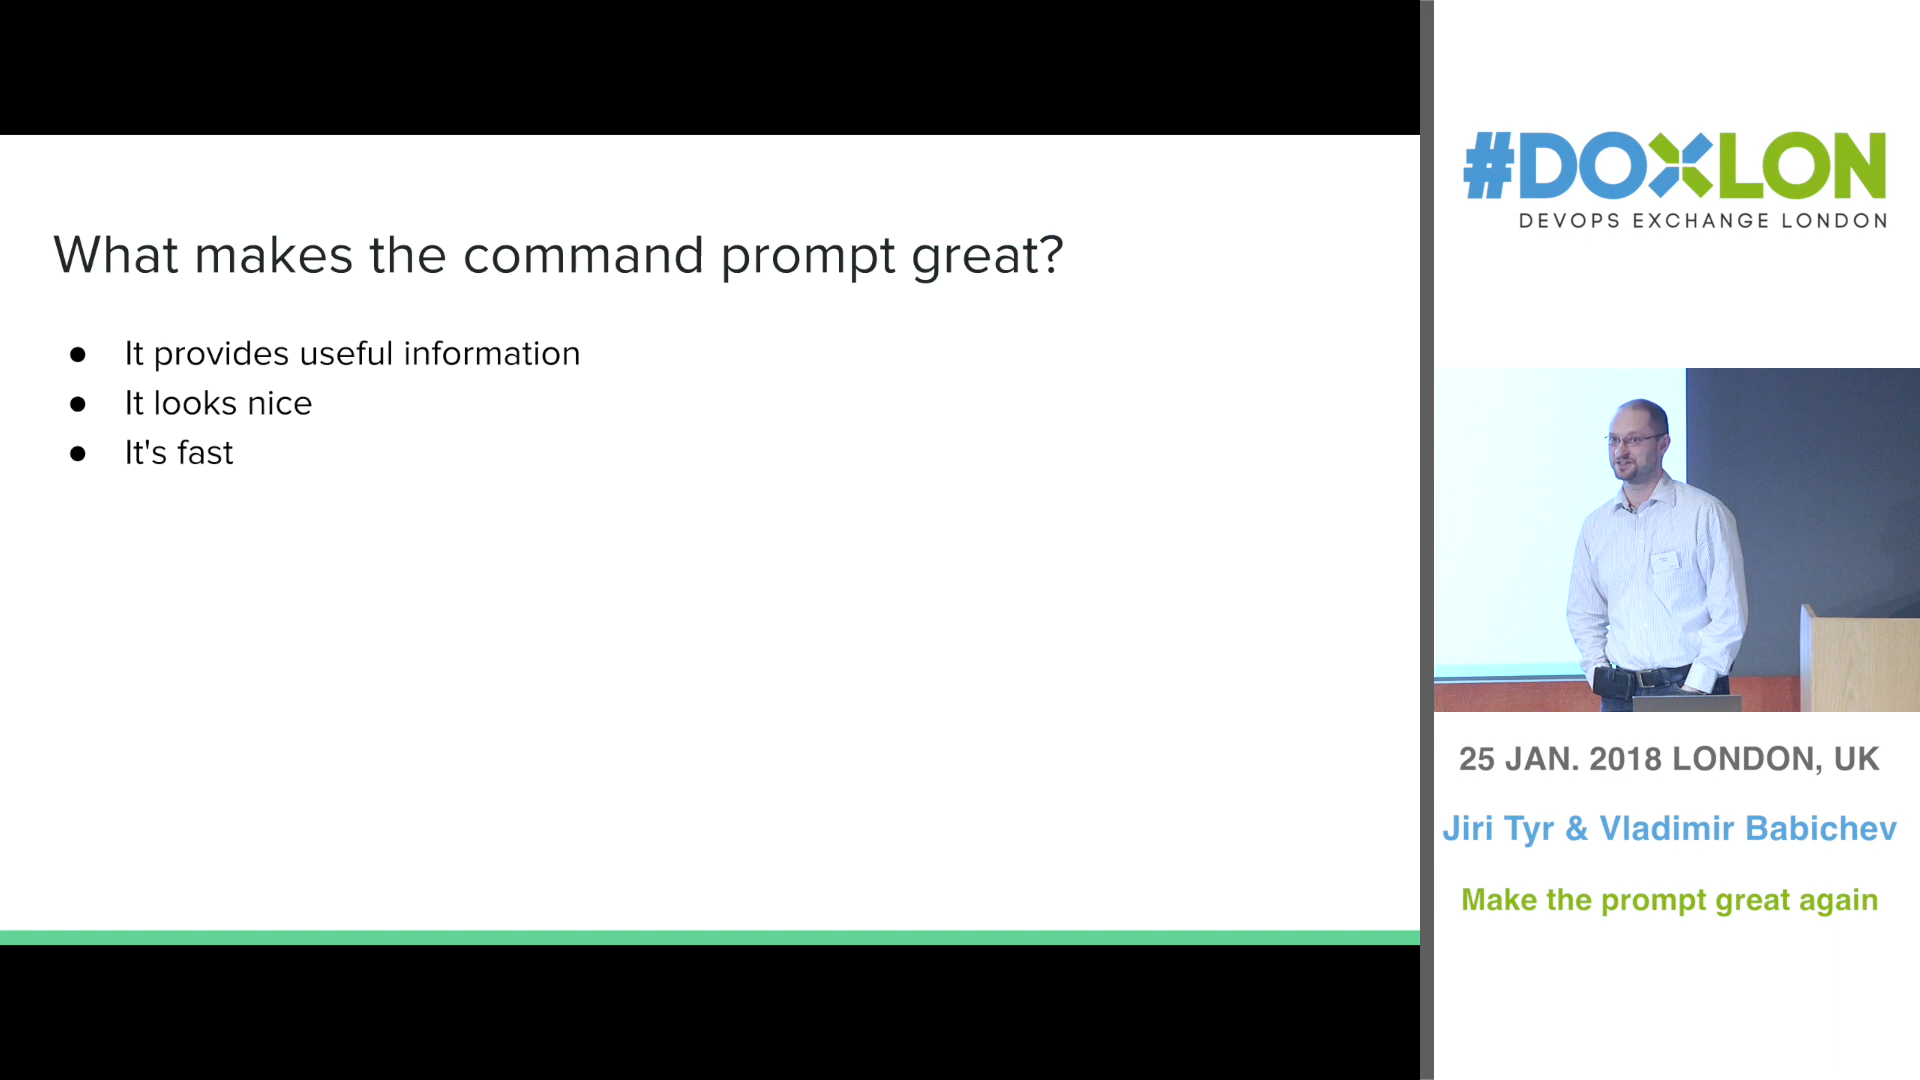 What makes the command prompt great?
● It provides useful information
● It looks nice
● It's fast
#DOXLON
DEVOPS EXCHANGE LONDON
25 JAN. 2018 LONDON, UK
Jiri Tyr & Vladimir Babichev
Make the prompt great again